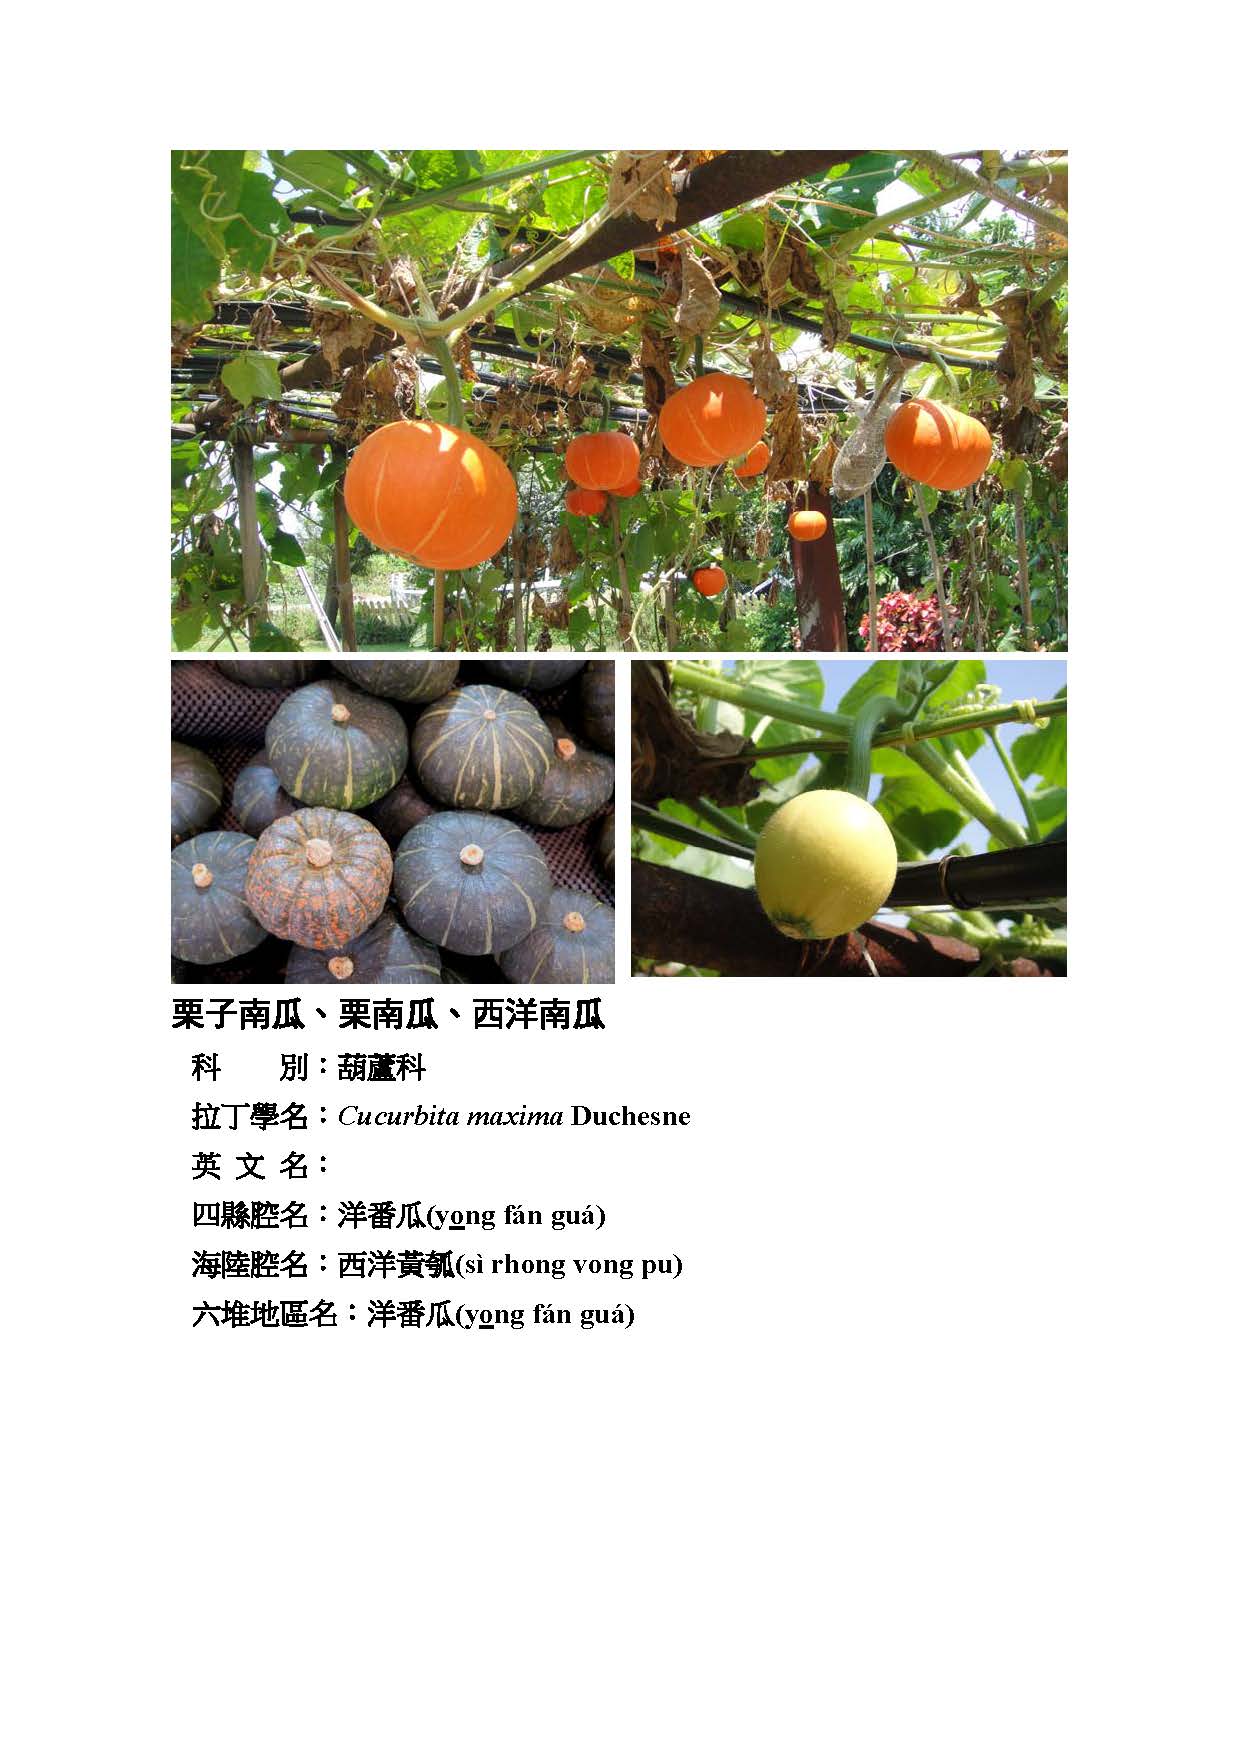 栗子南瓜、栗南瓜、西洋南瓜
科　　別：葫蘆科
拉丁學名：Cucurbita maxima Duchesne
英 文 名：
四縣腔名：洋番瓜(yong fán guá)
海陸腔名：西洋黃瓠(sì rhong vong pu)
六堆地區名：洋番瓜(yong fán guá)